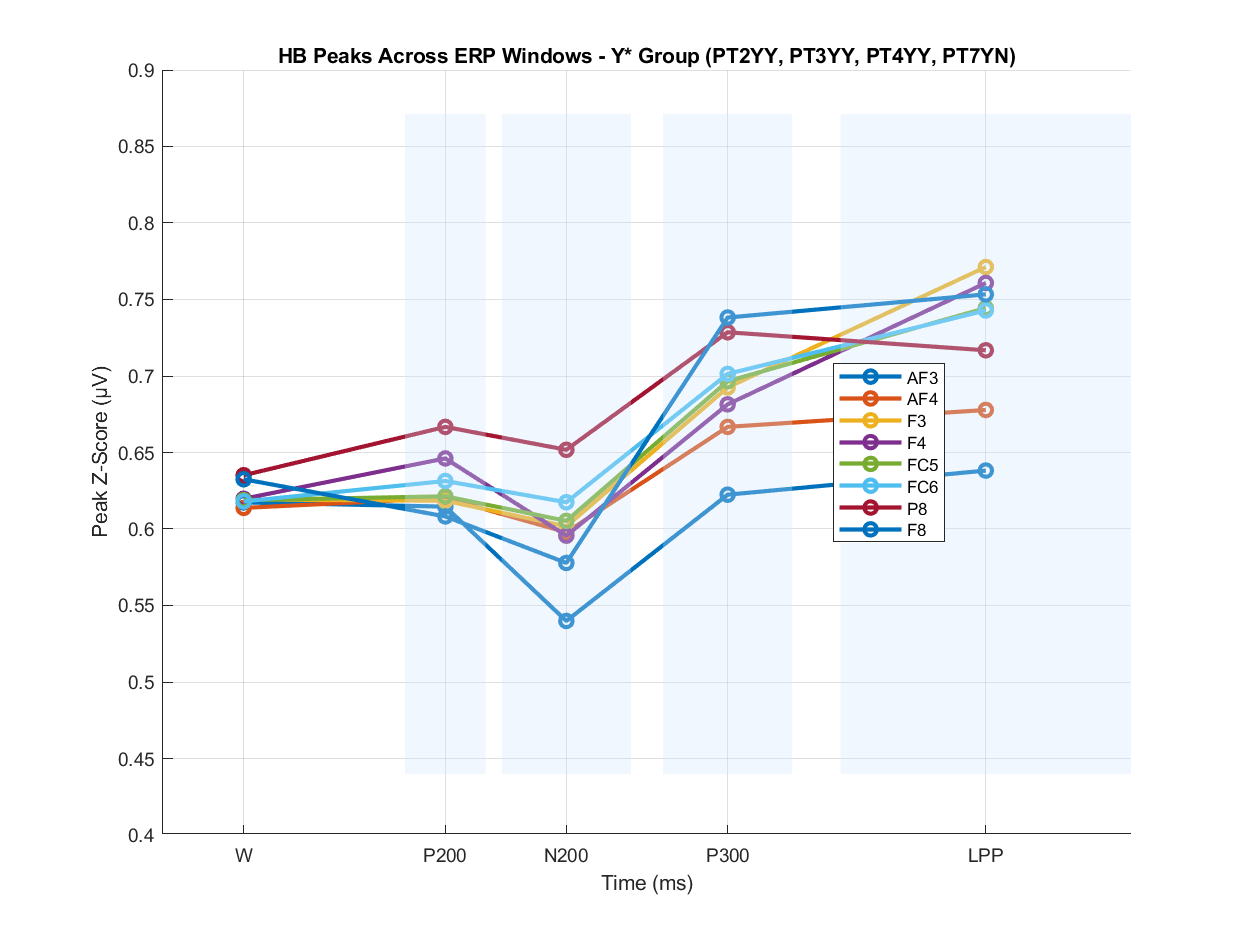 HB Peaks Across ERP Windows - Y* Group (PT2YY, PT3YY, PT4YY, PT7YN)
Peak Z-Score (µV)
0.9
0.85
0.8
0.75
0.7
0.65
0.6
0.55
0.5
0.45
0.4
AF3
AF4
F3
F4
FC5
FC6
P8
F8
W P200 N200 P300 LPP
Time (ms)